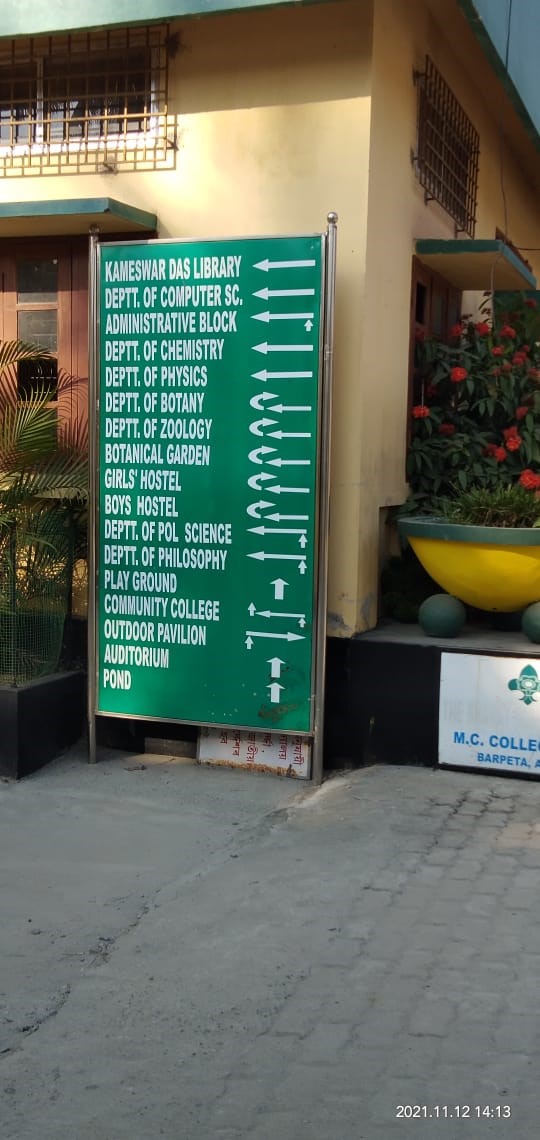 KAMESWAR DAS LIBRARY
DEPTT. OF COMPUTER SC.
ADMINISTRATIVE BLOCK
DEPTT. OF CHEMISTRY
DEPTT. OF PHYSICS
DEPTT. OF BOTANY
DEPTT. OF ZOOLOGY
BOTANICAL GARDEN
GIRLS' HOSTEL
BOYS HOSTEL
DEPTT. OF POL SCIENCE
DEPTT. OF PHILOSOPHY
PLAY GROUND
COMMUNITY COLLEGE
OUTDOOR PAVILION
AUDITORIUM
POND
M.C. COLLE
BARPETA, A
2021.11.12 14:13